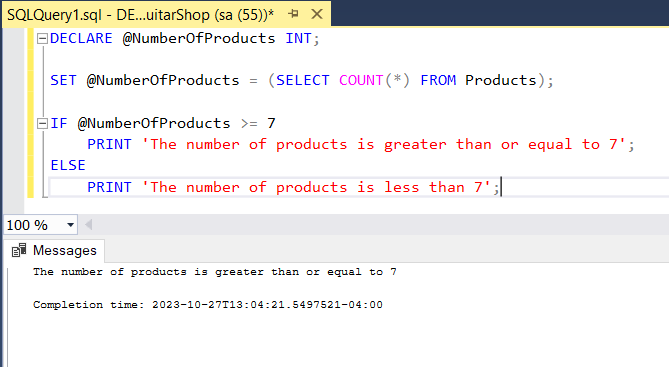 SQLQuery1.sql - DE...uitarShop (sa (55))*
DECLARE @NumberOfProducts INT;
SET @NumberOfProducts = (SELECT COUNT(*) FROM Products);
IF @NumberOfProducts >= 7
PRINT 'The number of products is greater than or equal to 7';
ELSE
PRINT 'The number of products is less than 7';
100 %
Messages
The number of products is greater than or equal to 7
Completion time: 2023-10-27T13:04:21.5497521-04:00